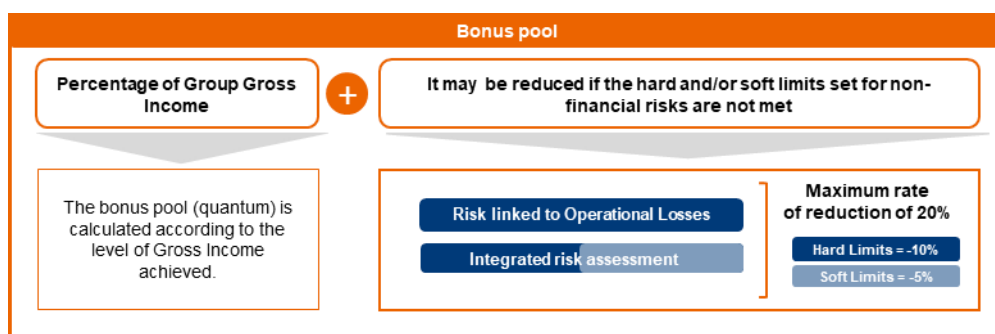 Bonus pool
Percentage of Group Gross
Income
+
It may be reduced if the hard and/or soft limits set for non-
financial risks are not met
The bonus pool (quantum) is
calculated according to the
level of Gross Income
achieved.
Risk linked to Operational Losses
Integrated risk assessment
Maximum rate
of reduction of 20%
Hard Limits = -10%
Soft Limits = -5%